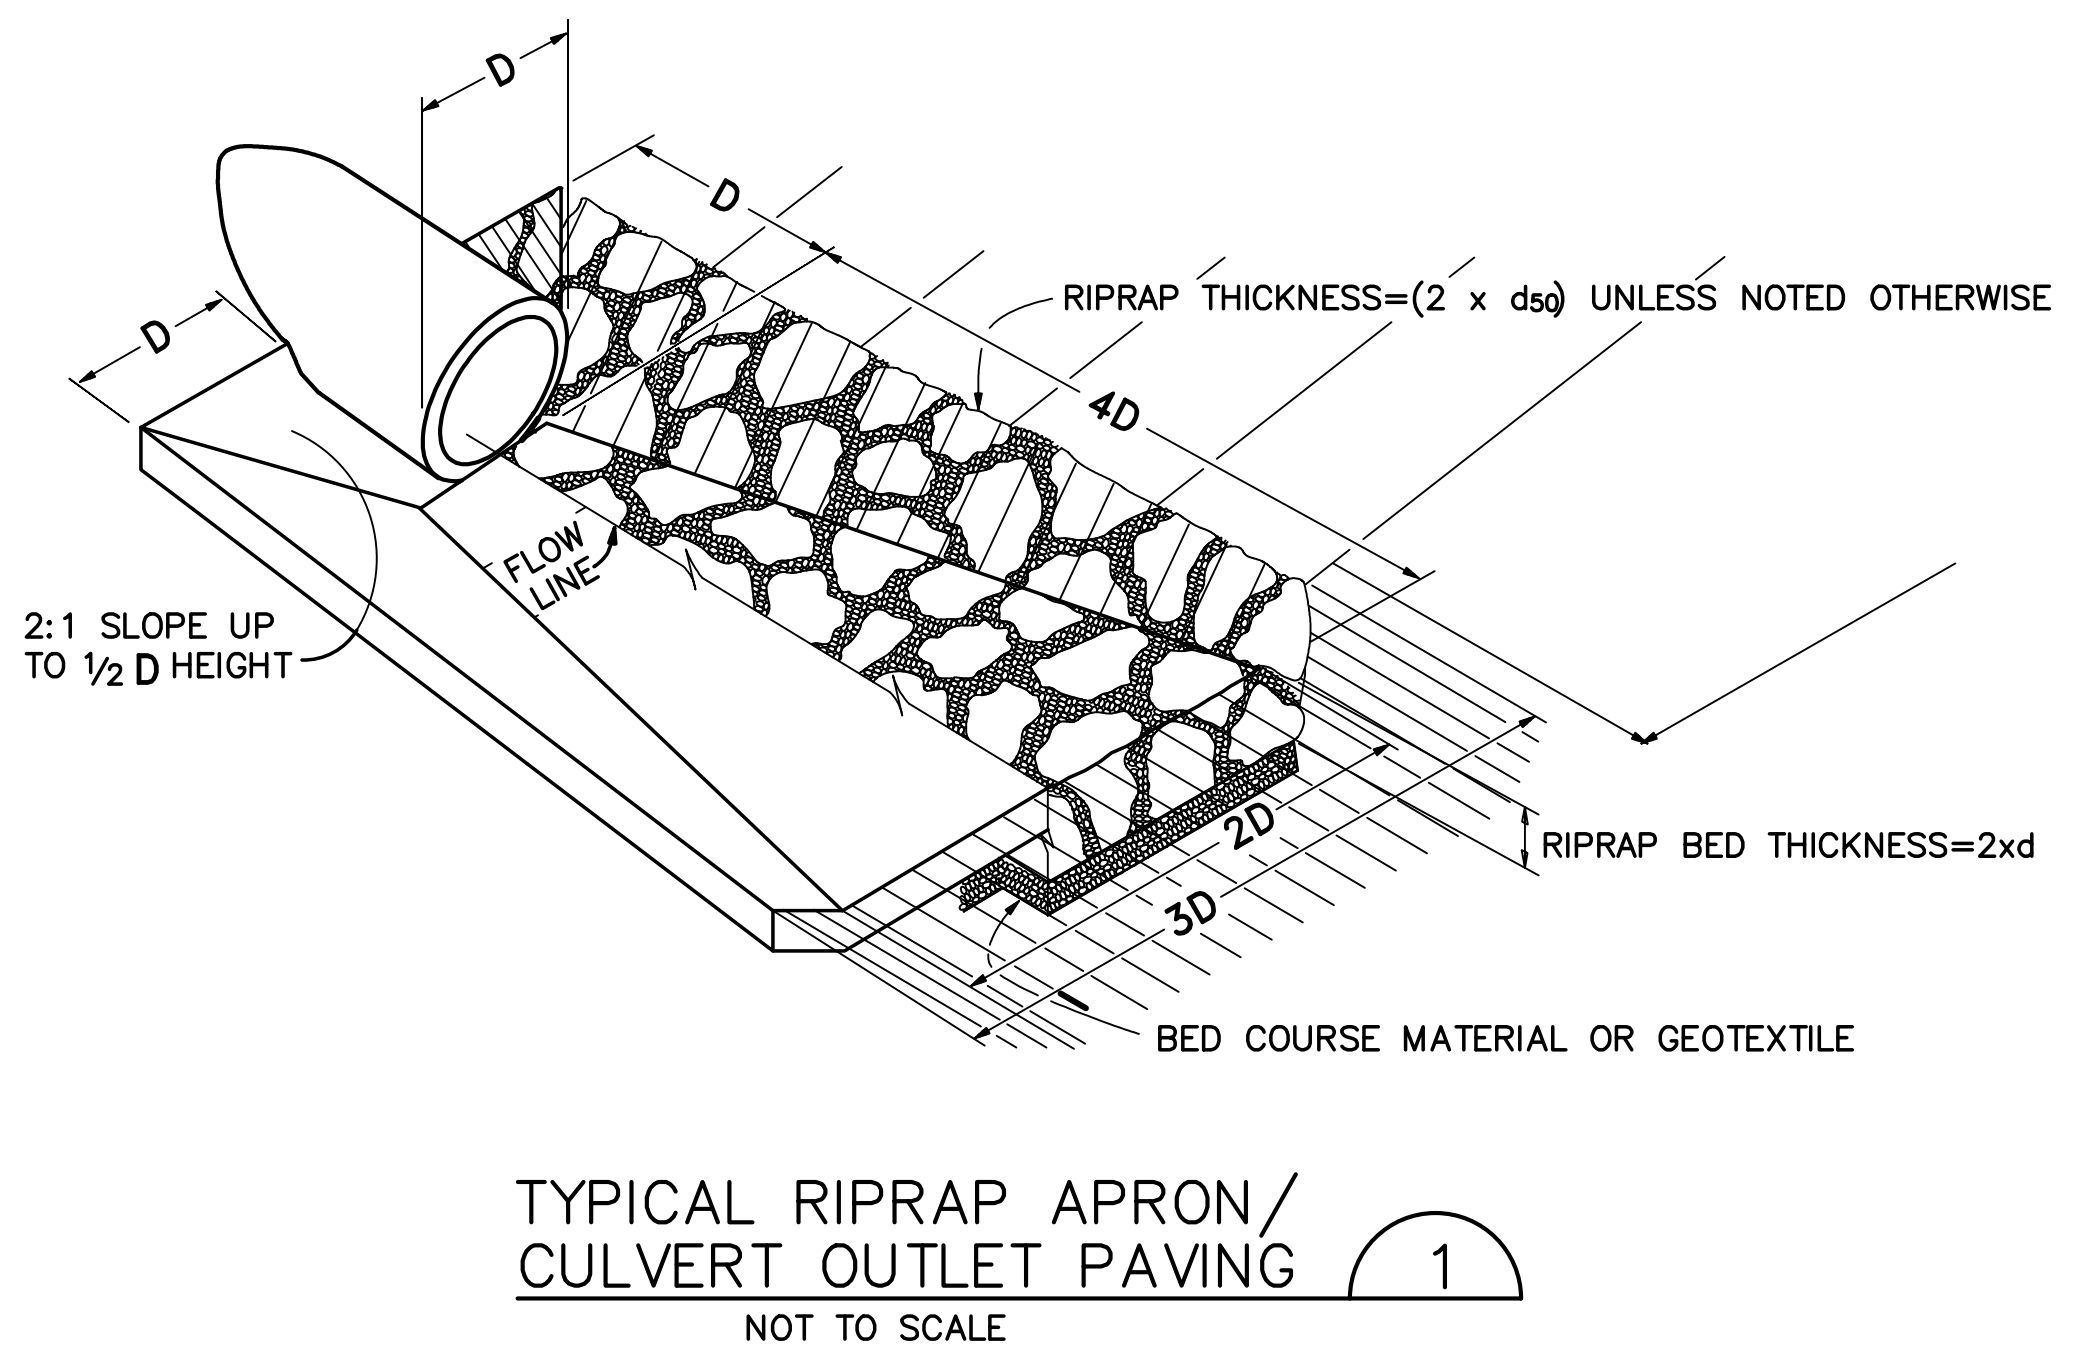 D
D
D
RIPRAP THICKNESS=(2 x d50) UNLESS NOTED OTHERWISE
4D
FLOW
LINE
2:1 SLOPE UP
TO 1/2 D HEIGHT
2D
RIPRAP BED THICKNESS=2xd
3D
BED COURSE MATERIAL OR GEOTEXTILE
TYPICAL RIPRAP APRON/
CULVERT OUTLET PAVING
1
NOT TO SCALE